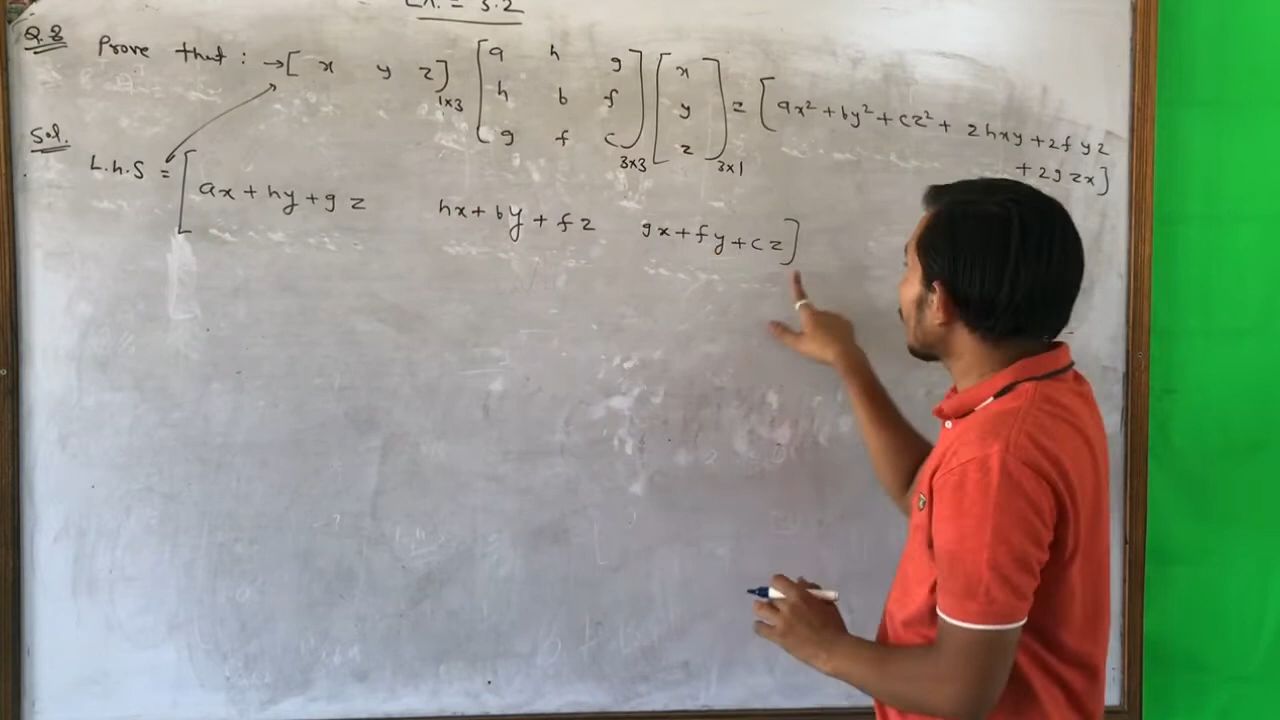 Ex. = 5.2
Q.8 Prove that : → [ x y z ]1×3 [ a h g ] [ x ] = [ ax² + by² + cz² + 2hxy + 2fyz
h b f y
g f c 3×3 z 3×1 + 2gzx ]
Sol.
L.h.S = [ ax + hy + gz hx + by + fz gx + fy + cz ]